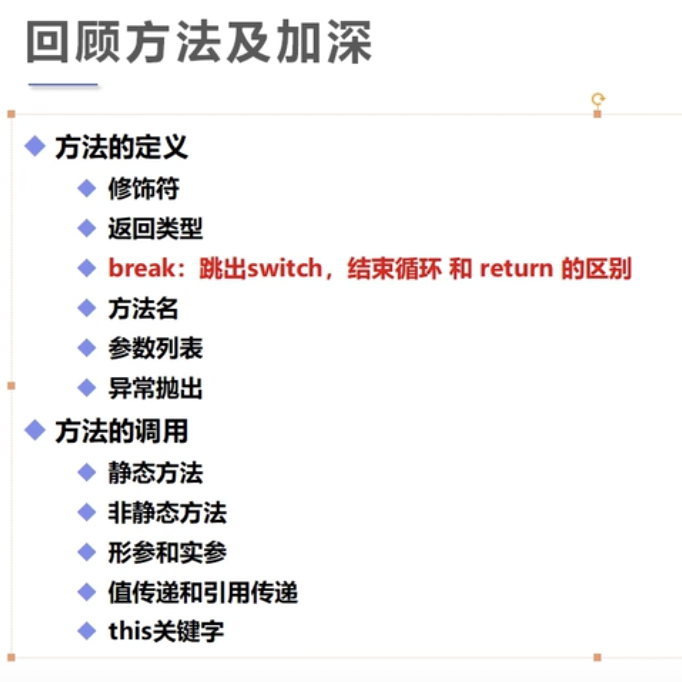 回顾方法及加深
方法的定义
修饰符
返回类型
break：跳出switch，结束循环 和 return 的区别
方法名
参数列表
异常抛出
方法的调用
静态方法
非静态方法
形参和实参
值传递和引用传递
this关键字